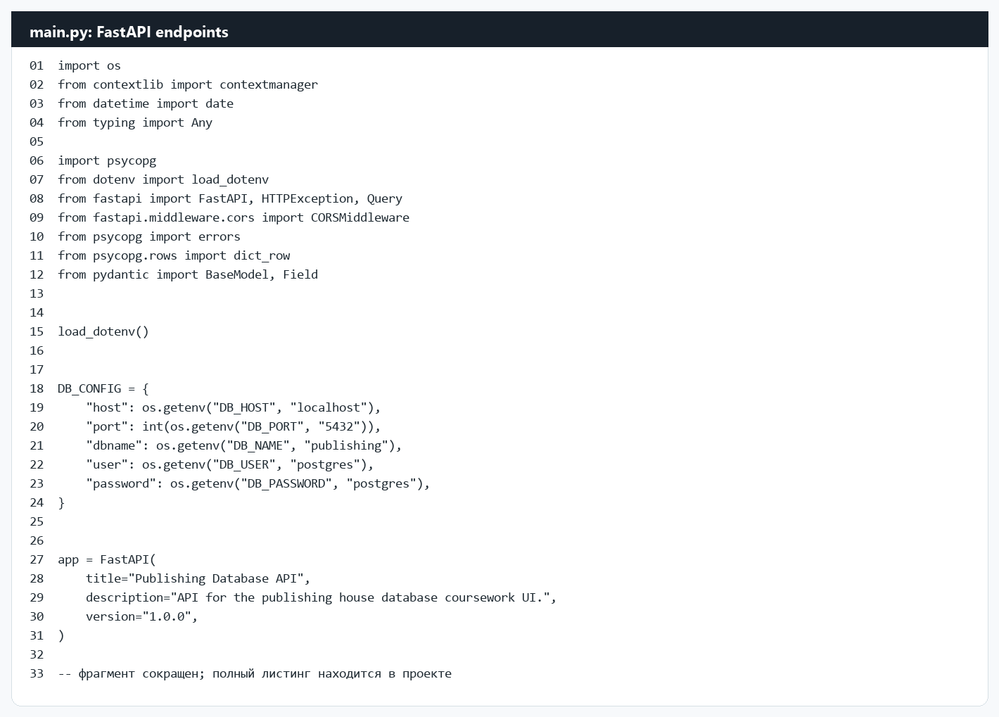 main.py: FastAPI endpoints
01 import os
02 from contextlib import contextmanager
03 from datetime import date
04 from typing import Any
05
06 import psycopg
07 from dotenv import load_dotenv
08 from fastapi import FastAPI, HTTPException, Query
09 from fastapi.middleware.cors import CORSMiddleware
10 from psycopg import errors
11 from psycopg.rows import dict_row
12 from pydantic import BaseModel, Field
13
14
15 load_dotenv()
16
17
18 DB_CONFIG = {
19     "host": os.getenv("DB_HOST", "localhost"),
20     "port": int(os.getenv("DB_PORT", "5432")),
21     "dbname": os.getenv("DB_NAME", "publishing"),
22     "user": os.getenv("DB_USER", "postgres"),
23     "password": os.getenv("DB_PASSWORD", "postgres"),
24 }
25
26
27 app = FastAPI(
28     title="Publishing Database API",
29     description="API for the publishing house database coursework UI.",
30     version="1.0.0",
31 )
32
33 -- фрагмент сокращен; полный листинг находится в проекте